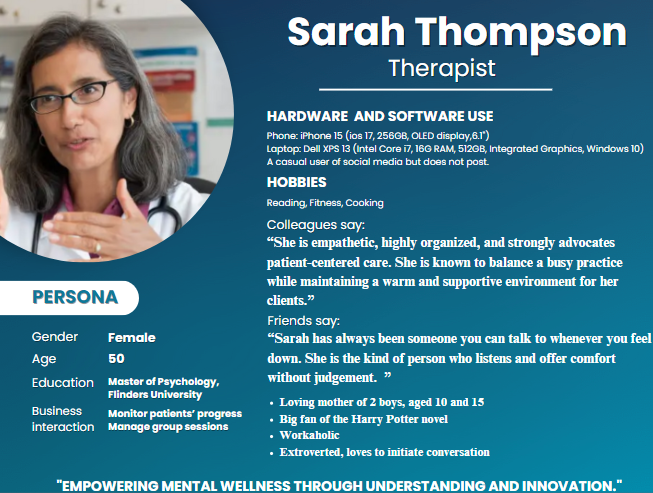 Sarah Thompson
Therapist
HARDWARE AND SOFTWARE USE
Phone: iPhone 15 (ios 17, 256GB, OLED display,6.1")
Laptop: Dell XPS 13 (Intel Core i7, 16G RAM, 512GB, Integrated Graphics, Windows 10)
A casual user of social media but does not post.
HOBBIES
Reading, Fitness, Cooking
Colleagues say:
“She is empathetic, highly organized, and strongly advocates
patient-centered care. She is known to balance a busy practice
while maintaining a warm and supportive environment for her
clients.”
Friends say:
“Sarah has always been someone you can talk to whenever you feel
down. She is the kind of person who listens and offer comfort
without judgement. ”
• Loving mother of 2 boys, aged 10 and 15
• Big fan of the Harry Potter novel
• Workaholic
• Extroverted, loves to initiate conversation
PERSONA
Gender Female
Age 50
Education Master of Psychology,
Flinders University
Business Monitor patients’ progress
interaction Manage group sessions
"EMPOWERING MENTAL WELLNESS THROUGH UNDERSTANDING AND INNOVATION."